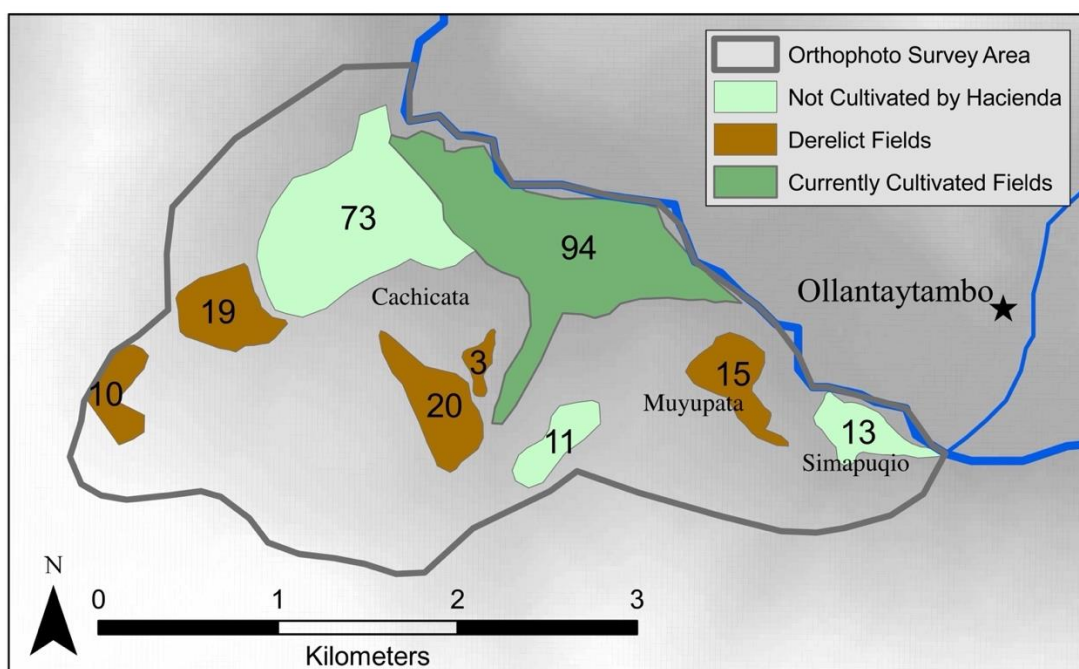 Orthophoto Survey Area
Not Cultivated by Hacienda
Derelict Fields
Currently Cultivated Fields
73
94
Ollantaytambo
Cachicata
19
3
15
10
20
Muyupata
11
13
Simapuqio
N
0 1 2 3
Kilometers